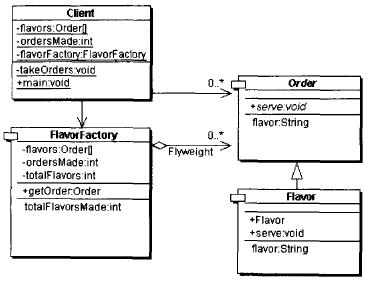 Client
-flavors:Order[]
-ordersMade:int
-flavorFactory:FlavorFactory
-takeOrders:void
+main:void
0..*
Order
+serve:void
flavor:String
FlavorFactory
-flavors:Order[]
-ordersMade:int
-totalFlavors:int
+getOrder:Order
totalFlavorsMade:int
0..*
Flyweight
Flavor
+Flavor
+serve:void
flavor:String